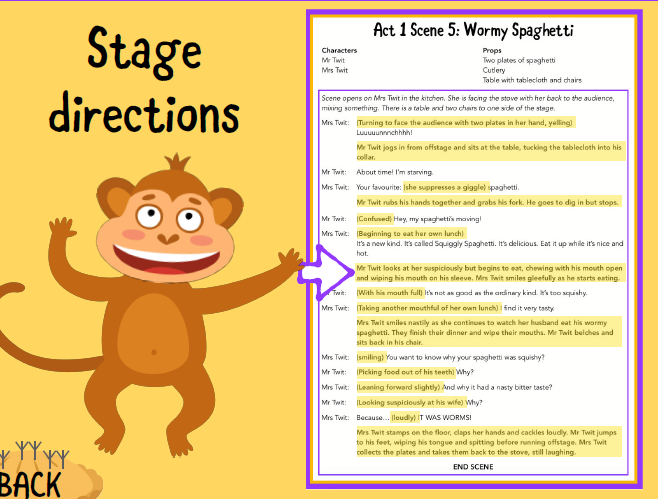 Stage
directions
BACK
Act 1 Scene 5: Wormy Spaghetti
Characters
Mr Twit
Mrs Twit
Props
Two plates of spaghetti
Cutlery
Table with tablecloth and chairs
Scene opens on Mrs Twit in the kitchen. She is facing the stove with her back to the audience,
mixing something. There is a table and two chairs to one side of the stage.
Mrs Twit: (Turning to face the audience with two plates in her hand, yelling)
Luuuuunnnchhhh!
Mr Twit jogs in from offstage and sits at the table, tucking the tablecloth into his
collar.
Mr Twit: About time! I'm starving.
Mrs Twit: Your favourite: (she suppresses a giggle) spaghetti.
Mr Twit rubs his hands together and grabs his fork. He goes to dig in but stops.
Mr Twit: (Confused) Hey, my spaghetti's moving!
Mrs Twit: (Beginning to eat her own lunch)
It's a new kind. It's called Squiggly Spaghetti. It's delicious. Eat it up while it's nice and
hot.
Mr Twit looks at her suspiciously but begins to eat, chewing with his mouth open
and wiping his mouth on his sleeve. Mrs Twit smiles gleefully as he starts eating.
Mr Twit: (With his mouth full) It's not as good as the ordinary kind. It's too squishy.
Mrs Twit: (Taking another mouthful of her own lunch) I find it very tasty.
Mrs Twit smiles nastily as she continues to watch her husband eat his wormy
spaghetti. They finish their dinner and wipe their mouths. Mr Twit belches and
sits back in his chair.
Mrs Twit: (smiling) You want to know why your spaghetti was squishy?
Mr Twit: (Picking food out of his teeth) Why?
Mrs Twit: (Leaning forward slightly) And why it had a nasty bitter taste?
Mr Twit: (Looking suspiciously at his wife) Why?
Mrs Twit: Because... (loudly) IT WAS WORMS!
Mrs Twit stamps on the floor, claps her hands and cackles loudly. Mr Twit jumps
to his feet, wiping his tongue and spitting before running offstage. Mrs Twit
collects the plates and takes them back to the stove, still laughing.
END SCENE